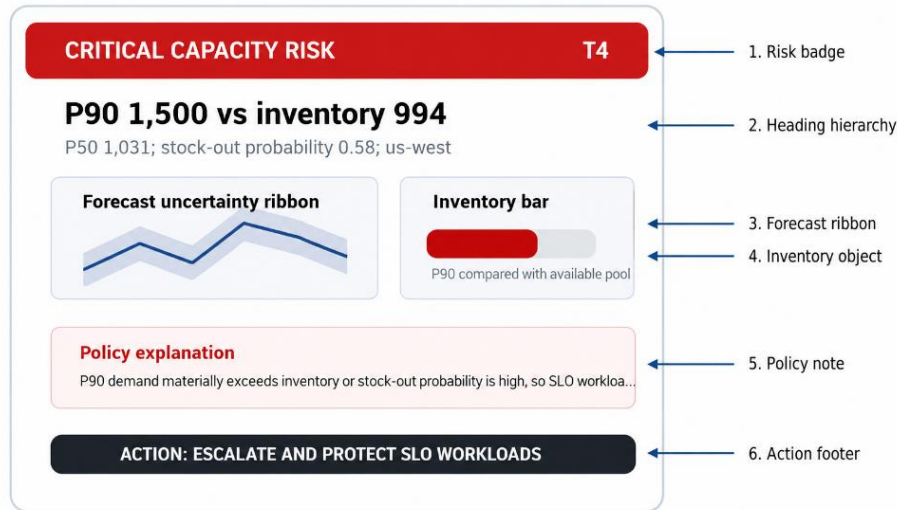 CRITICAL CAPACITY RISK T4
1. Risk badge
P90 1,500 vs inventory 994
2. Heading hierarchy
P50 1,031; stock-out probability 0.58; us-west
Forecast uncertainty ribbon
Inventory bar
3. Forecast ribbon
4. Inventory object
P90 compared with available pool
Policy explanation
5. Policy note
P90 demand materially exceeds inventory or stock-out probability is high, so SLO workloa...
ACTION: ESCALATE AND PROTECT SLO WORKLOADS
6. Action footer